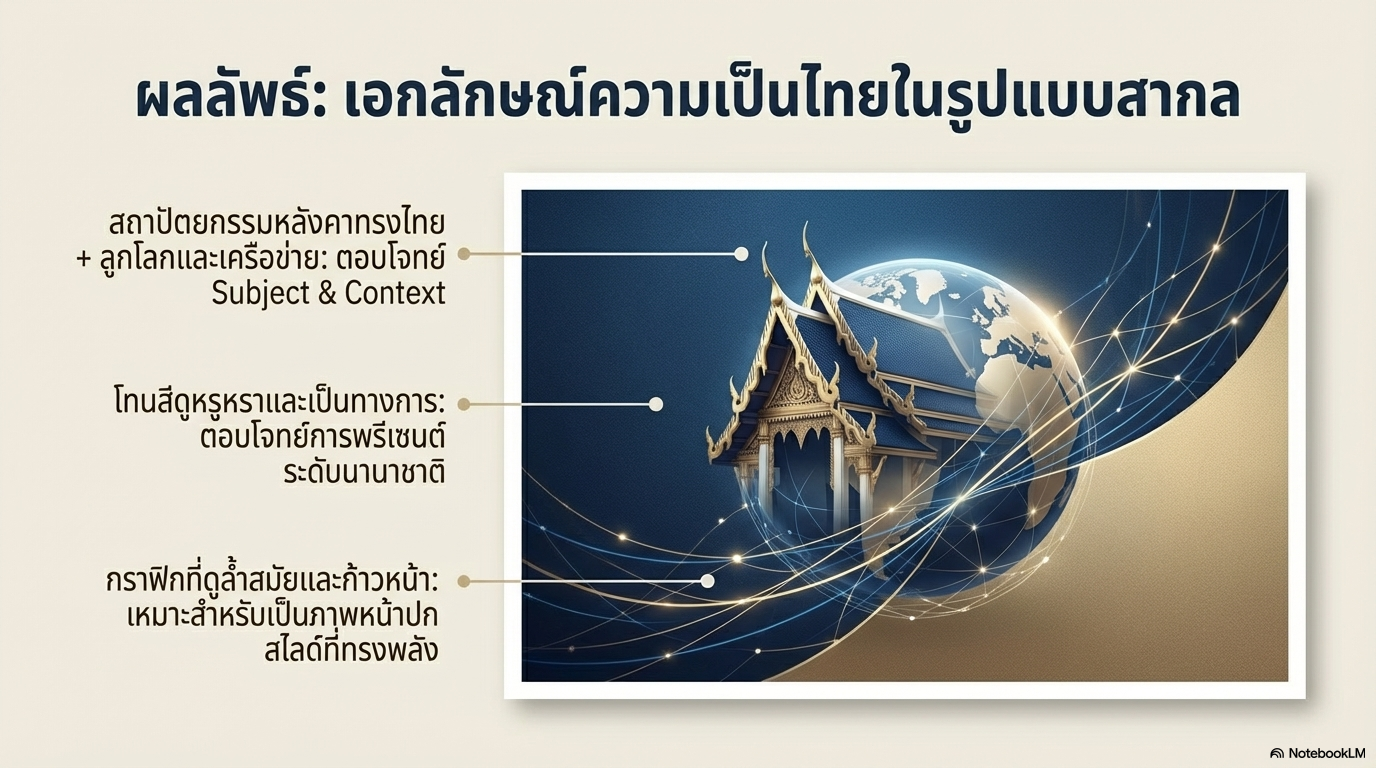 ผลลัพธ์: เอกลักษณ์ความเป็นไทยในรูปแบบสากล
สถาปัตยกรรมหลังคาทรงไทย
+ ลูกโลกและเครือข่าย: ตอบโจทย์
Subject & Context
โทนสีดูหรูหราและเป็นทางการ:
ตอบโจทย์การพรีเซนต์
ระดับนานาชาติ
กราฟิกที่ดูล้ำสมัยและก้าวหน้า:
เหมาะสำหรับเป็นภาพหน้าปก
สไลด์ที่ทรงพลัง
NotebookLM